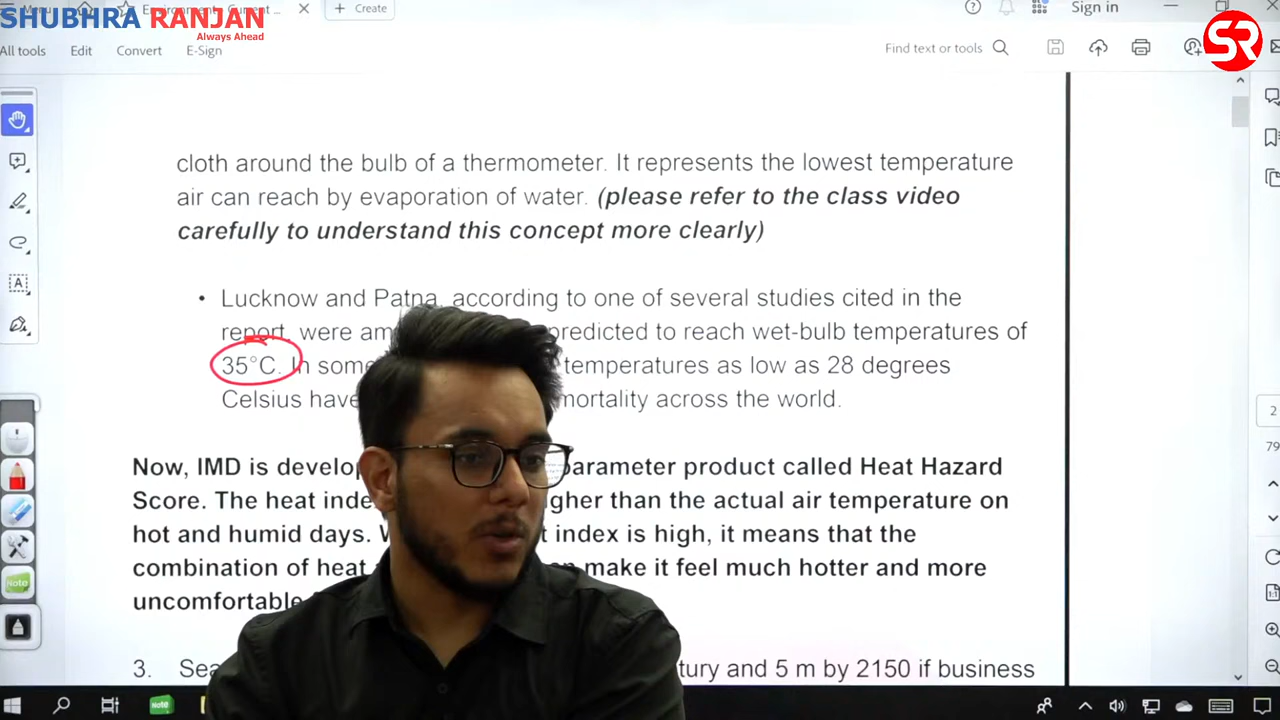 SHUBHRA RANJAN
Always Ahead
Create
Sign in
All tools
Edit
Convert
E-Sign
Find text or tools
SR
cloth around the bulb of a thermometer. It represents the lowest temperature
air can reach by evaporation of water. (please refer to the class video
carefully to understand this concept more clearly)
• Lucknow and Patna, according to one of several studies cited in the
report, were predicted to reach wet-bulb temperatures of
35°C. In some temperatures as low as 28 degrees
Celsius have mortality across the world.
Now, IMD is parameter product called Heat Hazard
Score. The heat than the actual air temperature on
hot and humid days. index is high, it means that the
combination of heat make it feel much hotter and more
uncomfortable
3. and 5 m by 2150 if business
2
79
Note
Note